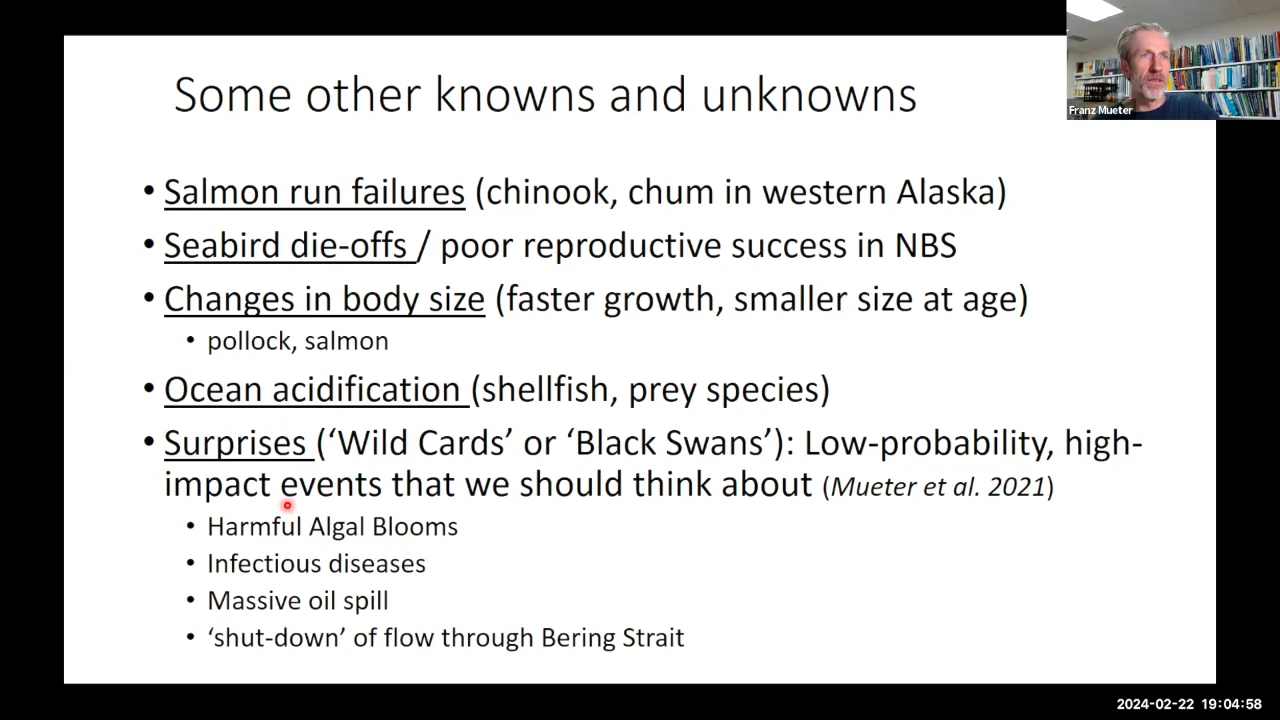 Some other knowns and unknowns
Franz Mueter
• Salmon run failures (chinook, chum in western Alaska)
• Seabird die-offs / poor reproductive success in NBS
• Changes in body size (faster growth, smaller size at age)
• pollock, salmon
• Ocean acidification (shellfish, prey species)
• Surprises (‘Wild Cards’ or ‘Black Swans’): Low-probability, high-
impact events that we should think about (Mueter et al. 2021)
• Harmful Algal Blooms
• Infectious diseases
• Massive oil spill
• ‘shut-down’ of flow through Bering Strait
2024-02-22 19:04:58